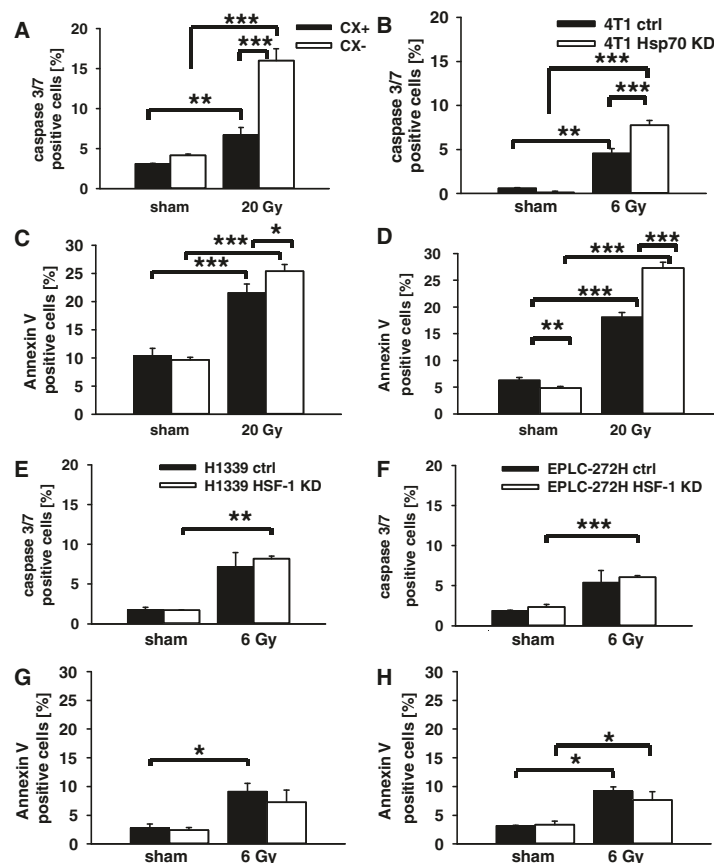 A
CX+
CX-
***
***
**
caspase 3/7
positive cells [%]
20
15
10
5
0
sham
20 Gy
B
4T1 ctrl
4T1 Hsp70 KD
***
***
**
caspase 3/7
positive cells [%]
20
15
10
5
0
sham
6 Gy
C
*
***
***
Annexin V
positive cells [%]
30
25
20
15
10
5
0
sham
20 Gy
D
***
***
***
**
Annexin V
positive cells [%]
30
25
20
15
10
5
0
sham
20 Gy
E
H1339 ctrl
H1339 HSF-1 KD
**
caspase 3/7
positive cells [%]
20
15
10
5
0
sham
6 Gy
F
EPLC-272H ctrl
EPLC-272H HSF-1 KD
***
caspase 3/7
positive cells [%]
20
15
10
5
0
sham
6 Gy
G
*
Annexin V
positive cells [%]
30
25
20
15
10
5
0
sham
6 Gy
H
*
*
Annexin V
positive cells [%]
30
25
20
15
10
5
0
sham
6 Gy